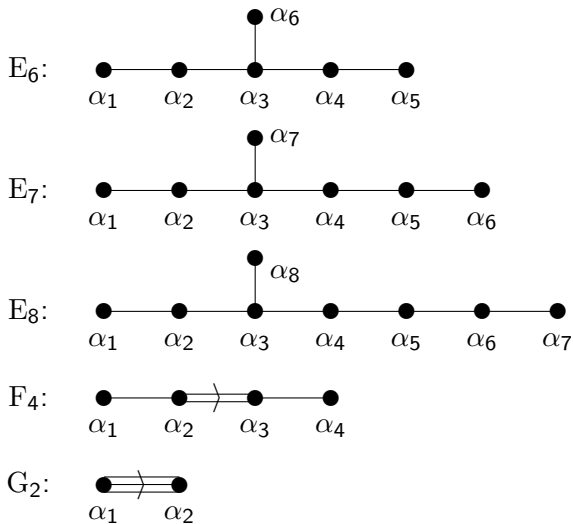 α₆
E₆:
α₁ α₂ α₃ α₄ α₅
α₇
E₇:
α₁ α₂ α₃ α₄ α₅ α₆
α₈
E₈:
α₁ α₂ α₃ α₄ α₅ α₆ α₇
F₄:
α₁ α₂ α₃ α₄
G₂:
α₁ α₂